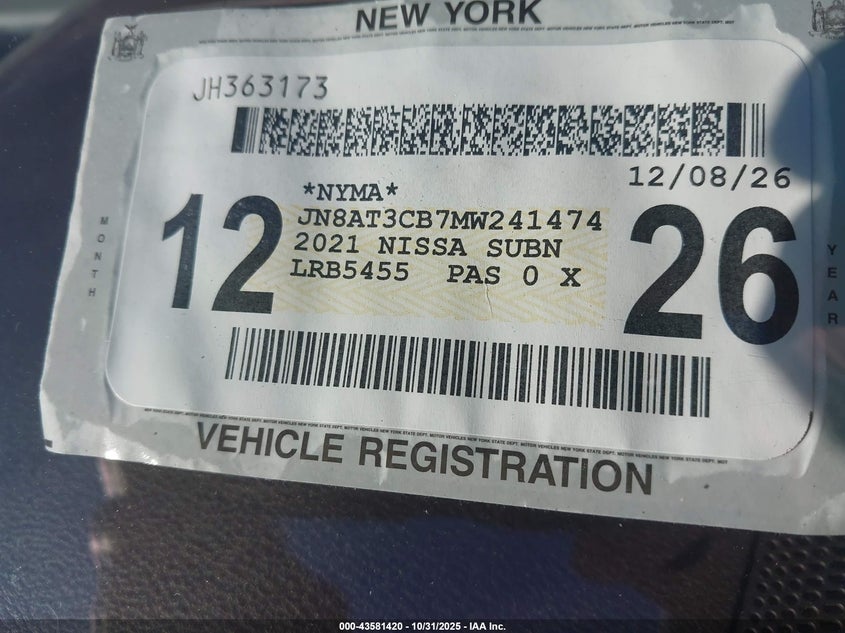 NEW YORK
JH363173
12/08/26
*NYMA*
JN8AT3CB7MW241474
2021 NISSA SUBN
LRB5455 PAS 0 X
MONTH
12
26
YEAR
VEHICLE REGISTRATION
000-43581420 - 10/31/2025 - IAA Inc.